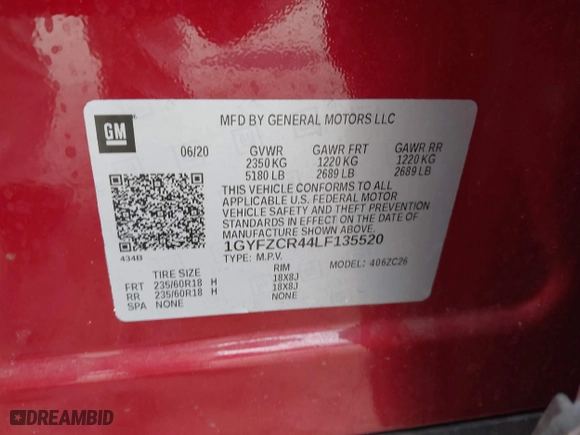 GM
MFD BY GENERAL MOTORS LLC
06/20 GVWR GAWR FRT GAWR RR
2350 KG 1220 KG 1220 KG
5180 LB 2689 LB 2689 LB
THIS VEHICLE CONFORMS TO ALL
APPLICABLE U.S. FEDERAL MOTOR
VEHICLE SAFETY AND THEFT PREVENTION
STANDARDS IN EFFECT ON THE DATE OF
MANUFACTURE SHOWN ABOVE.
1GYFZCR44LF135520
434B TYPE: M.P.V. MODEL: 406ZC26
TIRE SIZE RIM
FRT 235/60R18 H 18X8J
RR 235/60R18 H 18X8J
SPA NONE NONE
DREAMBID